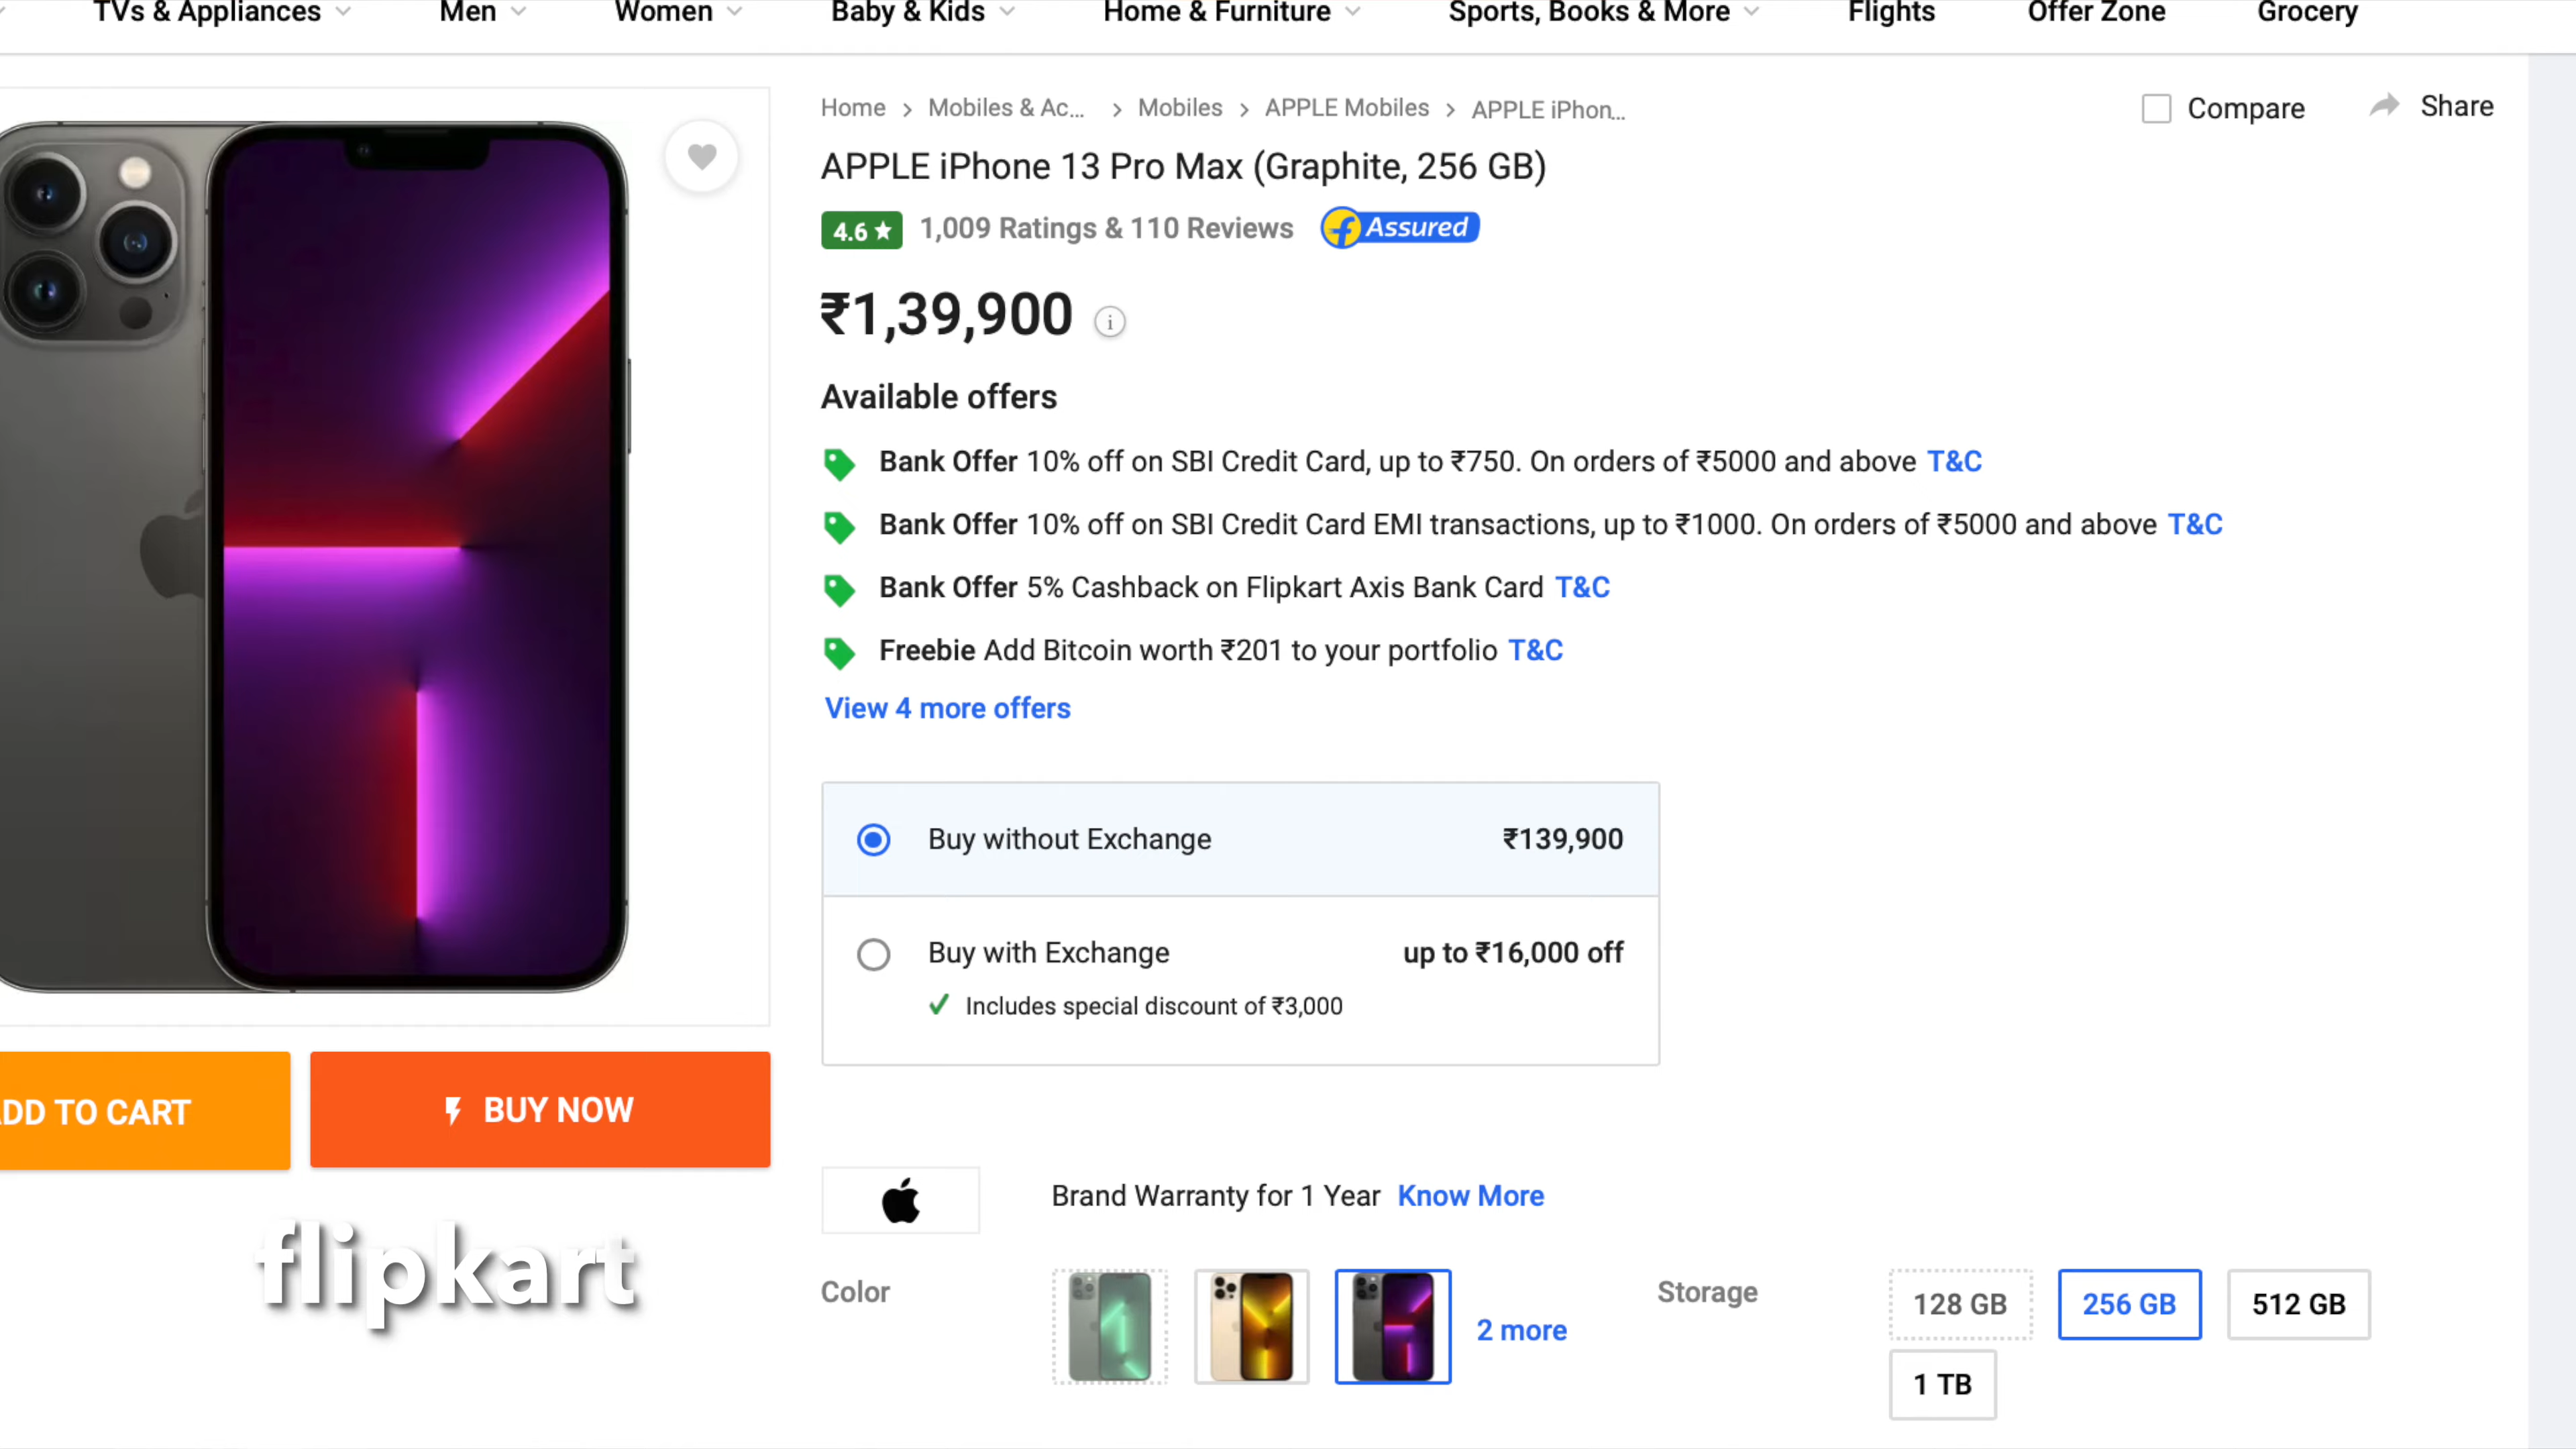 TVs & Appliances Men Women Baby & Kids Home & Furniture Sports, Books & More Flights Offer Zone Grocery
Home > Mobiles & Ac... > Mobiles > APPLE Mobiles > APPLE iPhon...
Compare Share
APPLE iPhone 13 Pro Max (Graphite, 256 GB)
4.6★ 1,009 Ratings & 110 Reviews f Assured
₹1,39,900 i
Available offers
Bank Offer 10% off on SBI Credit Card, up to ₹750. On orders of ₹5000 and above T&C
Bank Offer 10% off on SBI Credit Card EMI transactions, up to ₹1000. On orders of ₹5000 and above T&C
Bank Offer 5% Cashback on Flipkart Axis Bank Card T&C
Freebie Add Bitcoin worth ₹201 to your portfolio T&C
View 4 more offers
Buy without Exchange ₹139,900
Buy with Exchange up to ₹16,000 off
✓ Includes special discount of ₹3,000
DD TO CART BUY NOW
Brand Warranty for 1 Year Know More
flipkart
Color 2 more
Storage 128 GB 256 GB 512 GB
1 TB